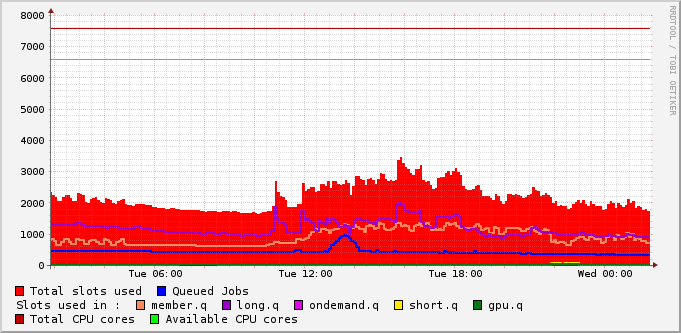 8000
7000
6000
5000
4000
3000
2000
1000
0
Tue 06:00 Tue 12:00 Tue 18:00 Wed 00:00
RRDTOOL / TOBI OETIKER
Total slots used Queued Jobs
Slots used in : member.q long.q ondemand.q short.q gpu.q
Total CPU cores Available CPU cores